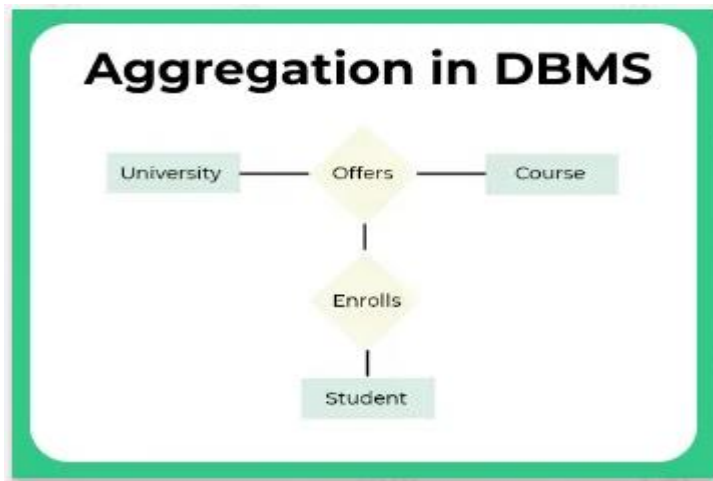 Aggregation in DBMS
University
Offers
Course
Enrolls
Student